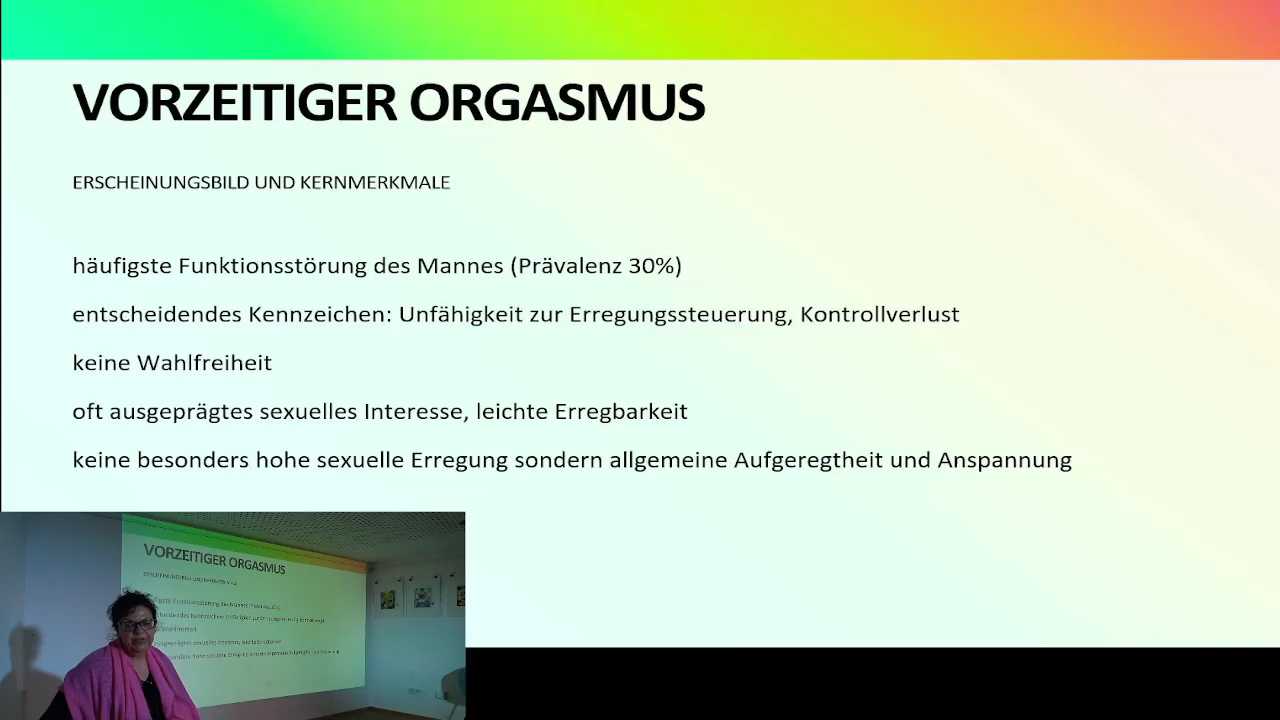 VORZEITIGER ORGASMUS
ERSCHEINUNGSBILD UND KERNMERKMALE
häufigste Funktionsstörung des Mannes (Prävalenz 30%)
entscheidendes Kennzeichen: Unfähigkeit zur Erregungssteuerung, Kontrollverlust
keine Wahlfreiheit
oft ausgeprägtes sexuelles Interesse, leichte Erregbarkeit
keine besonders hohe sexuelle Erregung sondern allgemeine Aufgeregtheit und Anspannung
VORZEITIGER ORGASMUS